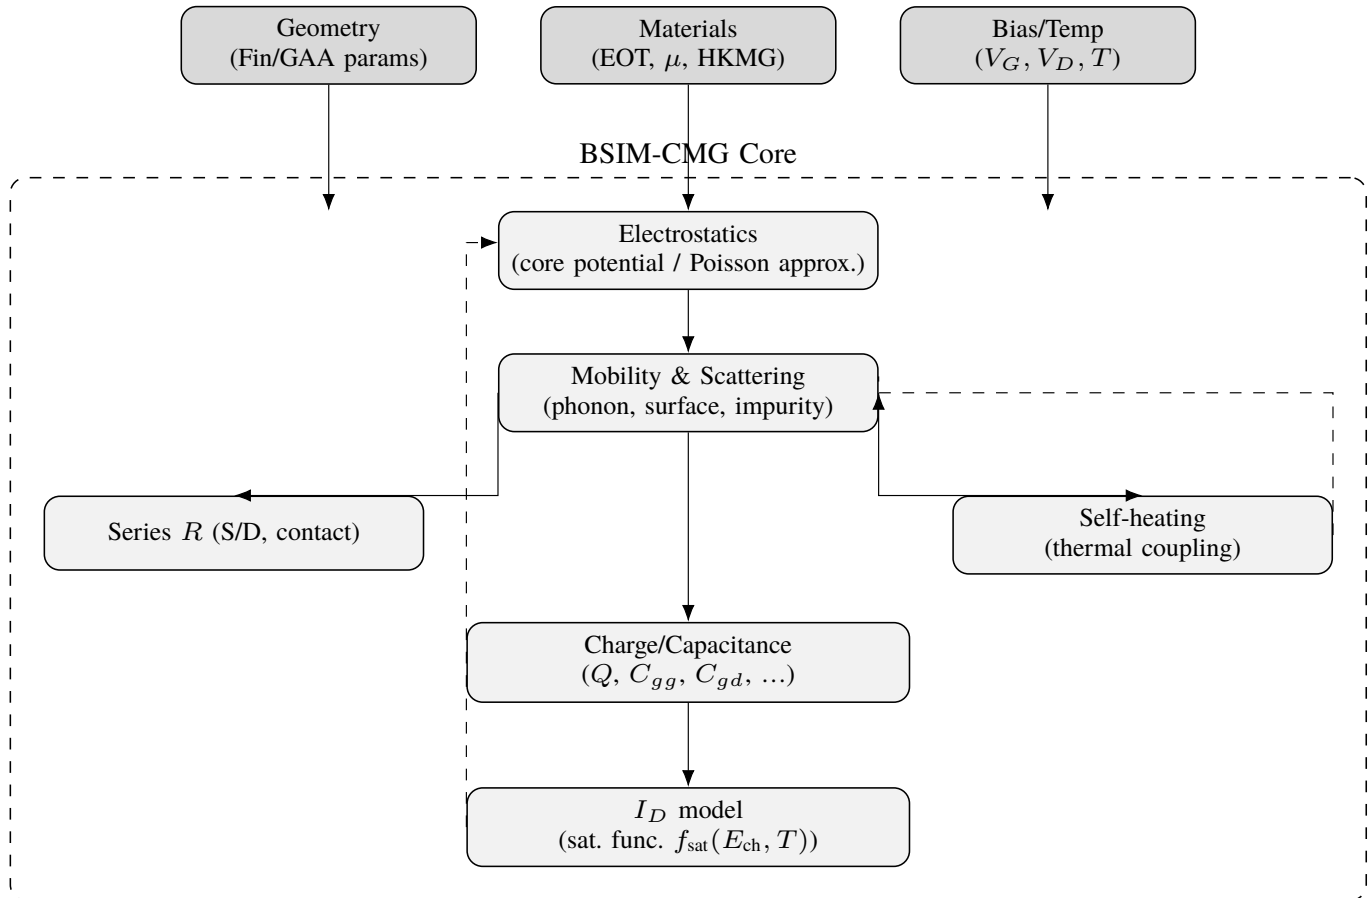 Geometry
(Fin/GAA params)
Materials
(EOT, μ, HKMG)
Bias/Temp
(V_G, V_D, T)
BSIM-CMG Core
Electrostatics
(core potential / Poisson approx.)
Mobility & Scattering
(phonon, surface, impurity)
Series R (S/D, contact)
Self-heating
(thermal coupling)
Charge/Capacitance
(Q, C_gg, C_gd, ...)
I_D model
(sat. func. f_sat(E_ch, T))